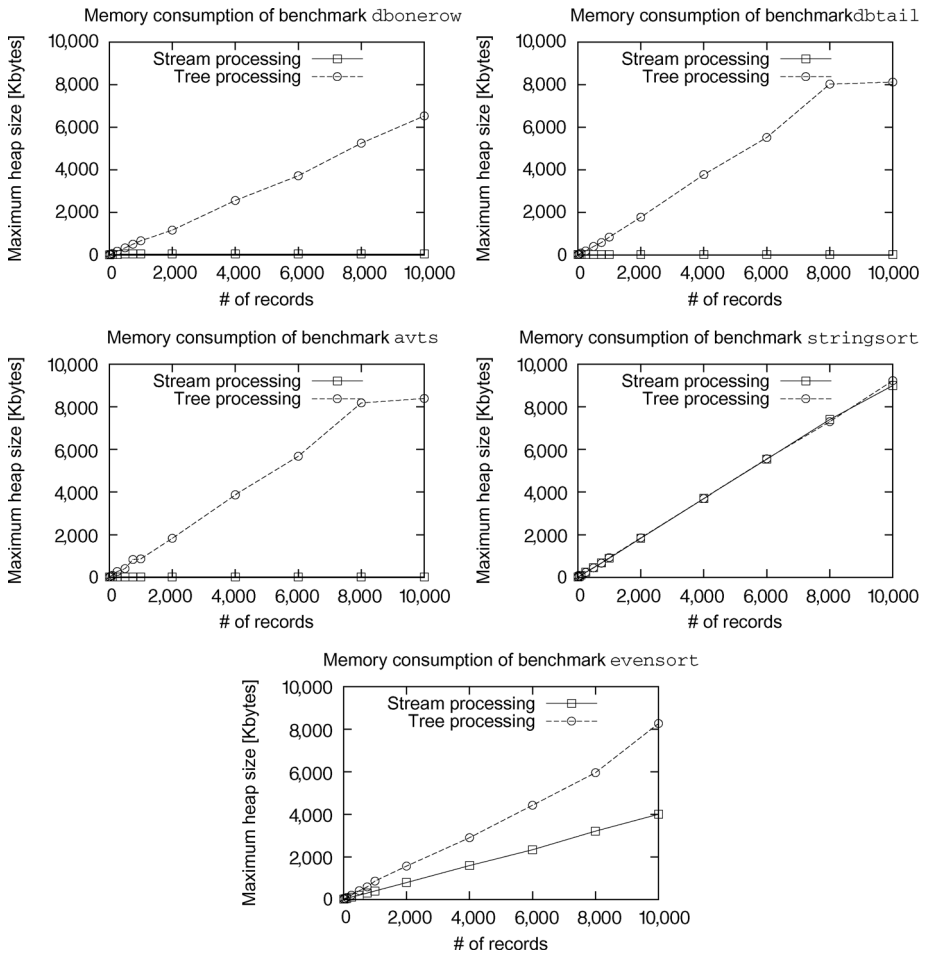 Memory consumption of benchmark dbonerow
Maximum heap size [Kbytes]
10,000
8,000
6,000
4,000
2,000
0
Stream processing
Tree processing
0 2,000 4,000 6,000 8,000 10,000
# of records
Memory consumption of benchmarkdbtail
Maximum heap size [Kbytes]
10,000
8,000
6,000
4,000
2,000
0
Stream processing
Tree processing
0 2,000 4,000 6,000 8,000 10,000
# of records
Memory consumption of benchmark avts
Maximum heap size [Kbytes]
10,000
8,000
6,000
4,000
2,000
0
Stream processing
Tree processing
0 2,000 4,000 6,000 8,000 10,000
# of records
Memory consumption of benchmark stringsort
Maximum heap size [Kbytes]
10,000
8,000
6,000
4,000
2,000
0
Stream processing
Tree processing
0 2,000 4,000 6,000 8,000 10,000
# of records
Memory consumption of benchmark evensort
Maximum heap size [Kbytes]
10,000
8,000
6,000
4,000
2,000
0
Stream processing
Tree processing
0 2,000 4,000 6,000 8,000 10,000
# of records